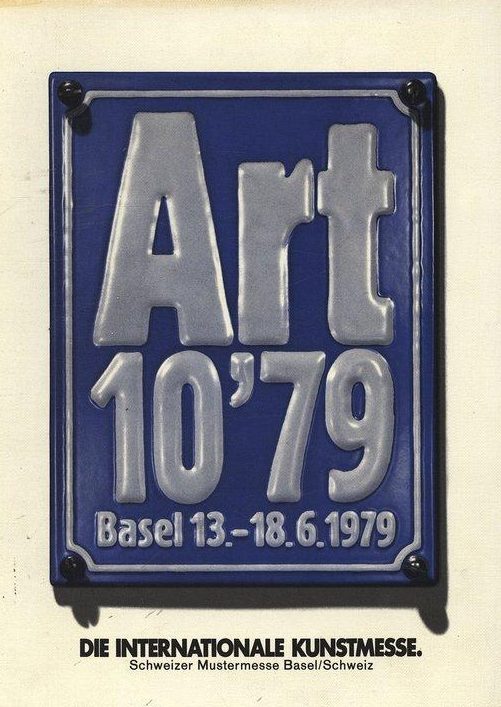 Art
10'79
Basel 13.-18.6.1979
DIE INTERNATIONALE KUNSTMESSE.
Schweizer Mustermesse Basel/Schweiz